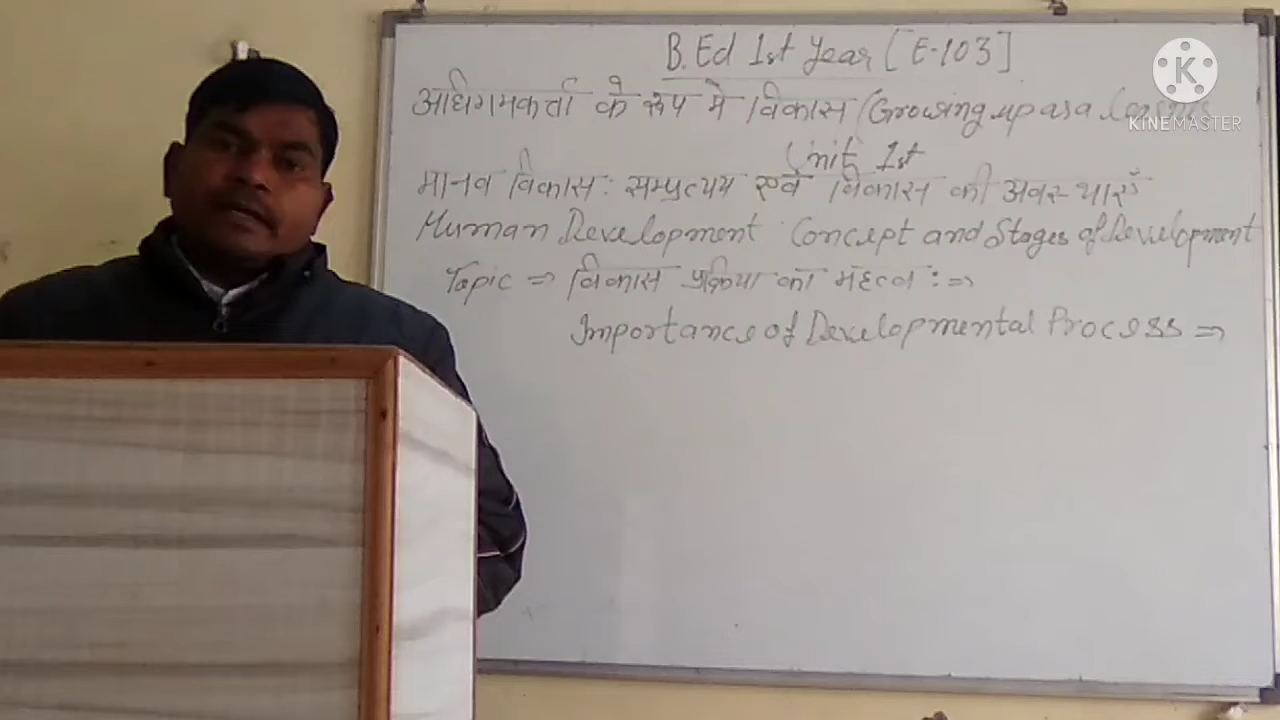 B.Ed 1st Year [E-103]
अधिगमकर्ता के रूप मे विकास (Growing up as a
Unit 1st
मानव विकास: सम्प्रत्यय एवं विकास की अवस्थाएँ
Human Development Concept and Stages of Development
Topic ⇒ विकास प्रक्रिया का महत्व :⇒
Importance of Developmental Process ⇒
K
KINEMASTER